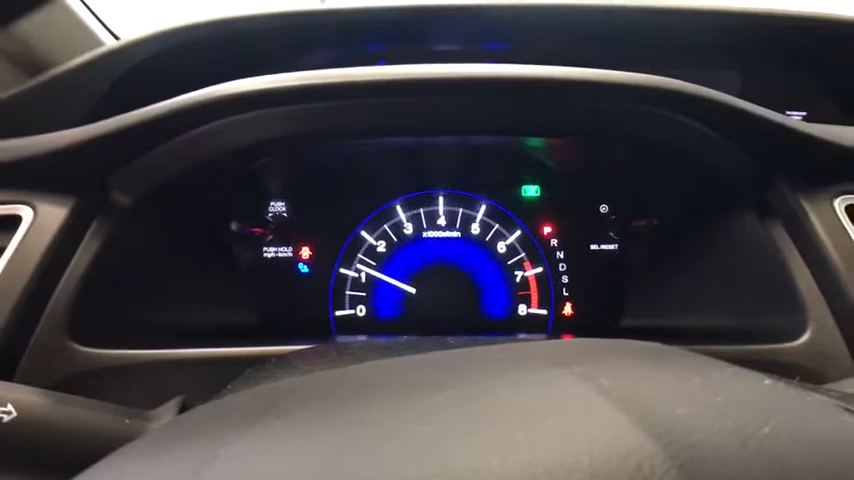 PUSH
CLOCK
PUSH HOLD
mph↔km/h
0
1
2
3
4
5
6
7
8
x1000r/min
P
R
N
D
S
L
SEL/RESET